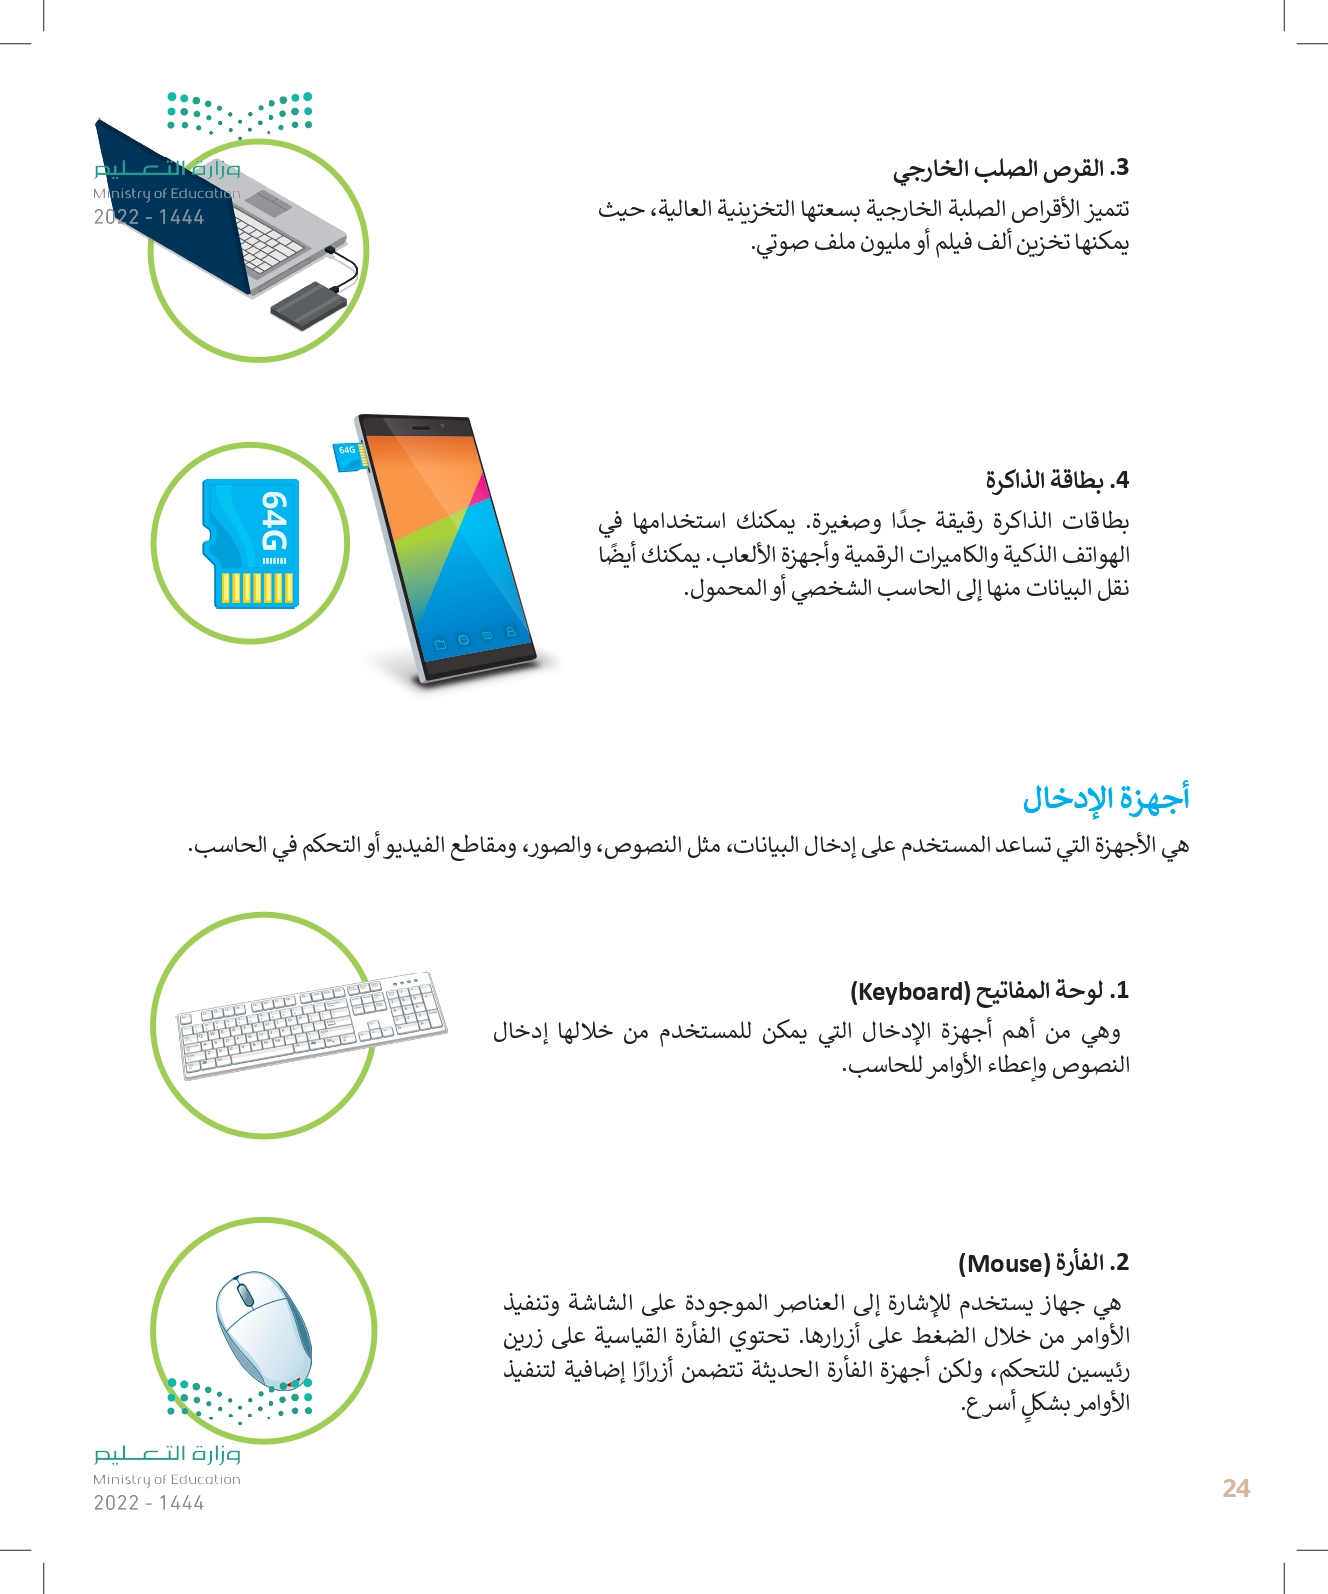 وزارة التعليم
Ministry of Education
2022 - 1444
3. القرص الصلب الخارجي
تتميز الأقراص الصلبة الخارجية بسعتها التخزينية العالية، حيث
يمكنها تخزين ألف فيلم أو مليون ملف صوتي.
64G
64G
4. بطاقة الذاكرة
بطاقات الذاكرة رقيقة جدًا وصغيرة. يمكنك استخدامها في
الهواتف الذكية والكاميرات الرقمية وأجهزة الألعاب. يمكنك أيضًا
نقل البيانات منها إلى الحاسب الشخصي أو المحمول.
أجهزة الإدخال
هي الأجهزة التي تساعد المستخدم على إدخال البيانات، مثل النصوص، والصور، ومقاطع الفيديو أو التحكم في الحاسب.
1. لوحة المفاتيح (Keyboard)
وهي من أهم أجهزة الإدخال التي يمكن للمستخدم من خلالها إدخال
النصوص وإعطاء الأوامر للحاسب.
2. الفأرة (Mouse)
هي جهاز يستخدم للإشارة إلى العناصر الموجودة على الشاشة وتنفيذ
الأوامر من خلال الضغط على أزرارها. تحتوي الفأرة القياسية على زرين
رئيسين للتحكم، ولكن أجهزة الفأرة الحديثة تتضمن أزرارًا إضافية لتنفيذ
الأوامر بشكلٍ أسرع.
وزارة التعليم
Ministry of Education
2022 - 1444
24